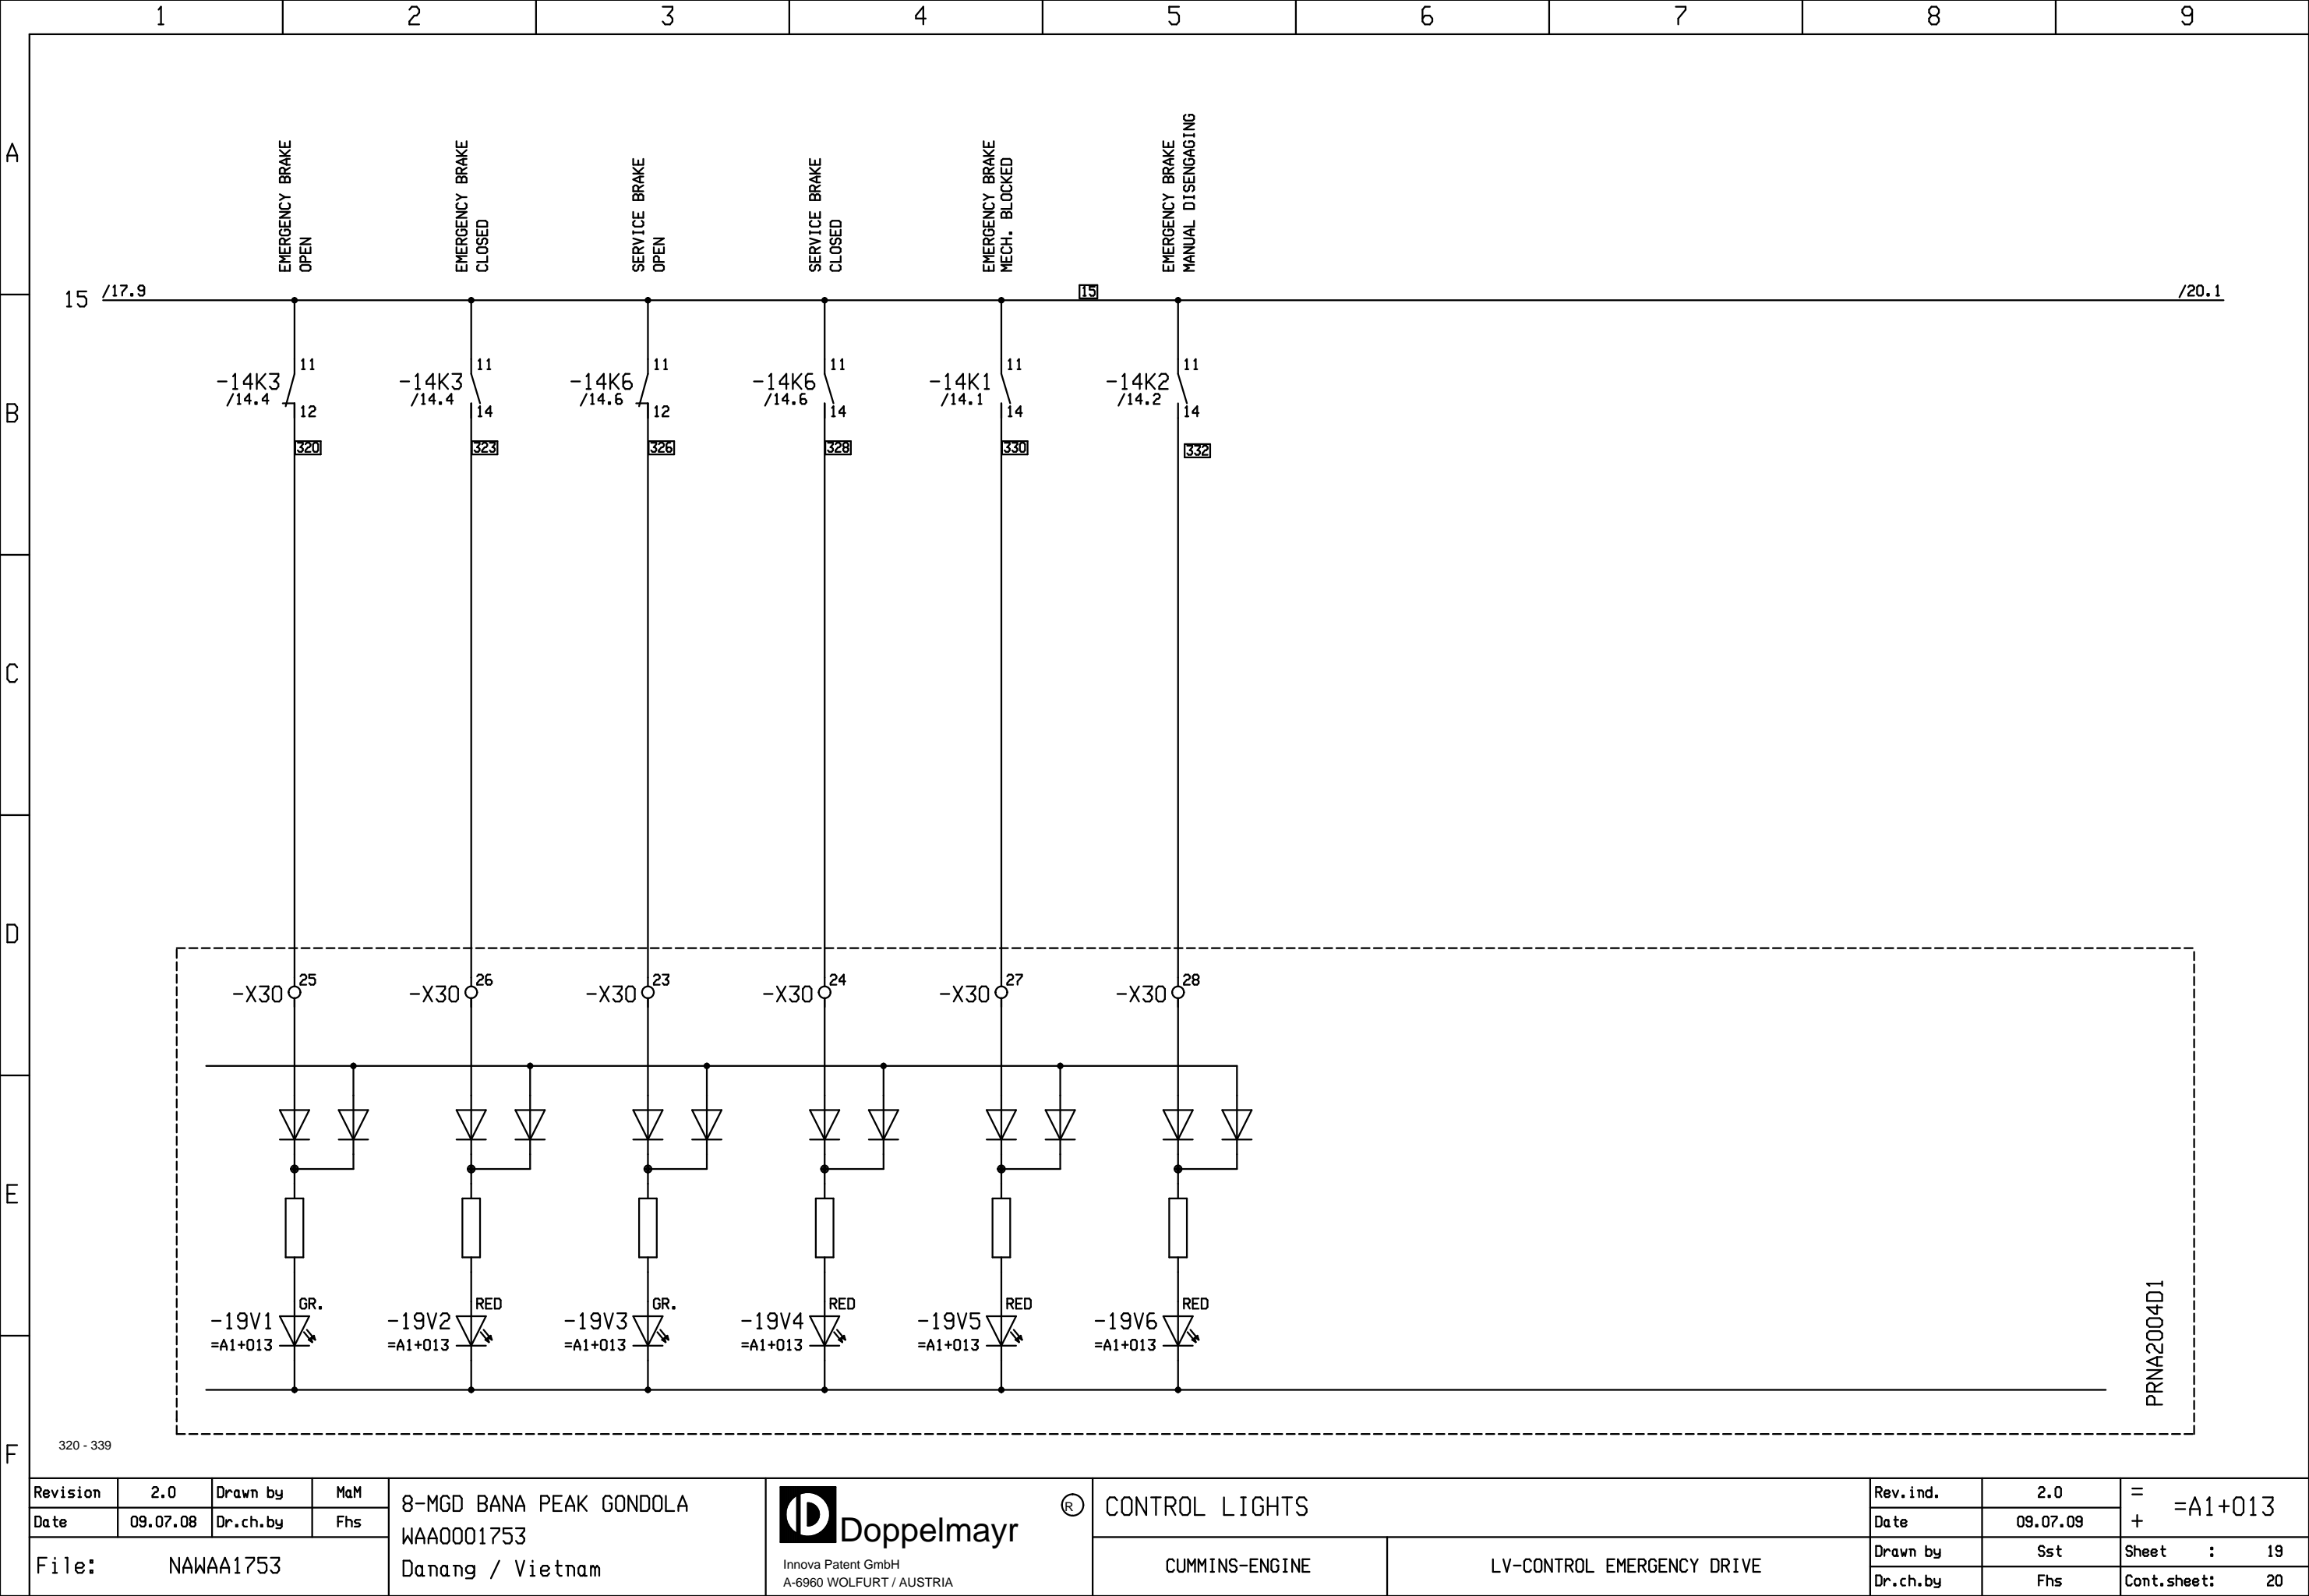 1 2 3 4 5 6 7 8 9
A
EMERGENCY BRAKE
OPEN
EMERGENCY BRAKE
CLOSED
SERVICE BRAKE
OPEN
SERVICE BRAKE
CLOSED
EMERGENCY BRAKE
MECH. BLOCKED
EMERGENCY BRAKE
MANUAL DISENGAGING
15 /17.9 15 /20.1
B
11 11 11 11 11 11
-14K3 -14K3 -14K6 -14K6 -14K1 -14K2
/14.4 /14.4 /14.6 /14.6 /14.1 /14.2
12 14 12 14 14 14
320 323 326 328 330 332
C
D
25 26 23 24 27 28
-X30 -X30 -X30 -X30 -X30 -X30
E
GR. RED GR. RED RED RED
-19V1 -19V2 -19V3 -19V4 -19V5 -19V6
=A1+013 =A1+013 =A1+013 =A1+013 =A1+013 =A1+013
PRNA2004D1
F
320 - 339
Revision 2.0 Drawn by MaM
Date 09.07.08 Dr.ch.by Fhs
File: NAWAA1753
8-MGD BANA PEAK GONDOLA
WAA0001753
Danang / Vietnam
Doppelmayr
R
Innova Patent GmbH
A-6960 WOLFURT / AUSTRIA
CONTROL LIGHTS
CUMMINS-ENGINE
LV-CONTROL EMERGENCY DRIVE
Rev.ind. 2.0
Date 09.07.09
Drawn by Sst
Dr.ch.by Fhs
=
+
=A1+013
Sheet : 19
Cont.sheet: 20